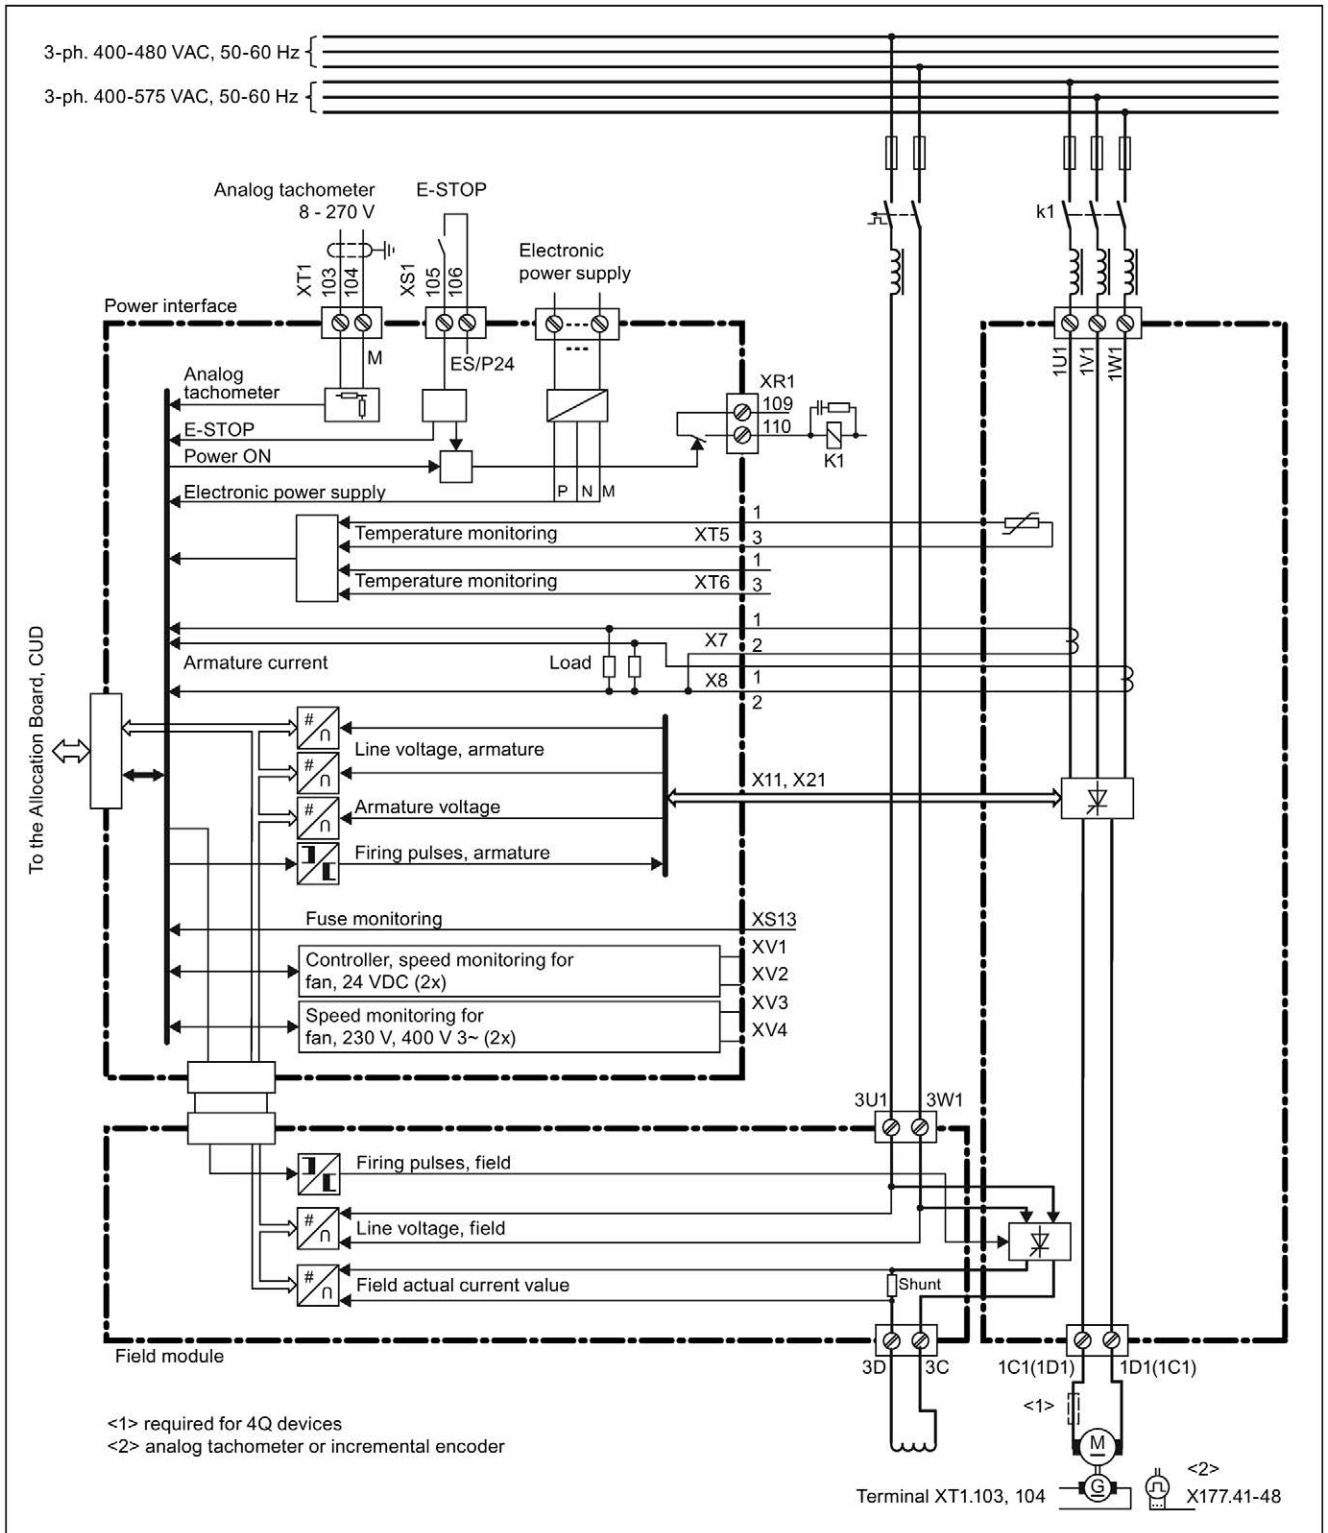 3-ph. 400-480 VAC, 50-60 Hz
3-ph. 400-575 VAC, 50-60 Hz
Analog tachometer
8 - 270 V
E-STOP
k1
Electronic
power supply
XT1
103
104
XS1
105
106
Power interface
M
ES/P24
1U1
1V1
1W1
Analog
tachometer
XR1
109
110
E-STOP
Power ON
K1
Electronic power supply
P
N
M
1
Temperature monitoring
XT5
3
1
Temperature monitoring
XT6
3
1
X7
2
Armature current
Load
X8
1
2
To the Allocation Board, CUD
#
n
Line voltage, armature
#
n
X11, X21
Armature voltage
#
n
Firing pulses, armature
Fuse monitoring
XS13
XV1
Controller, speed monitoring for
fan, 24 VDC (2x)
XV2
XV3
Speed monitoring for
fan, 230 V, 400 V 3~ (2x)
XV4
3U1
3W1
Firing pulses, field
#
n
Line voltage, field
#
n
Field actual current value
Shunt
Field module
3D
3C
1C1(1D1)
1D1(1C1)
<1>
<1> required for 4Q devices
<2> analog tachometer or incremental encoder
M
<2>
G
Terminal XT1.103, 104
X177.41-48